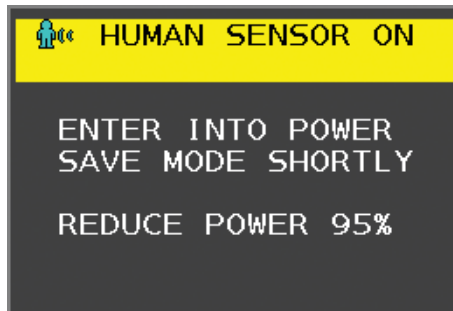 HUMAN SENSOR ON
ENTER INTO POWER
SAVE MODE SHORTLY
REDUCE POWER 95%